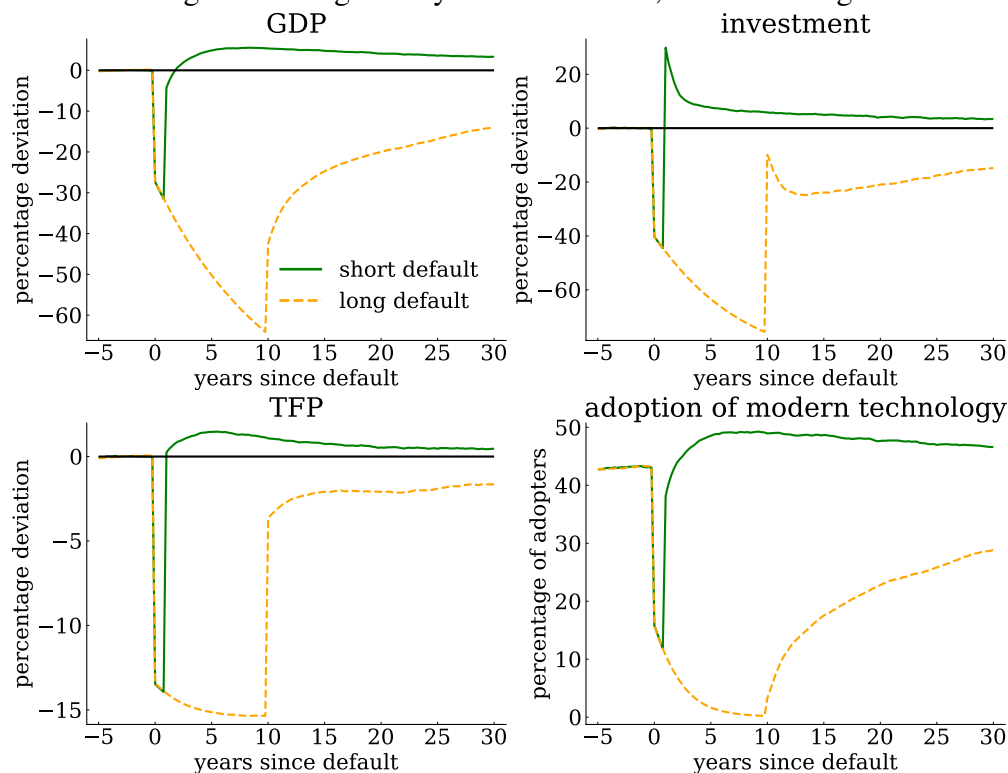 GDP
percentage deviation
0
−10
−20
−30
−40
−50
−60
short default
long default
−5 0 5 10 15 20 25 30
years since default
investment
percentage deviation
20
0
−20
−40
−60
−5 0 5 10 15 20 25 30
years since default
TFP
percentage deviation
0
−5
−10
−15
−5 0 5 10 15 20 25 30
years since default
adoption of modern technology
percentage of adopters
50
40
30
20
10
0
−5 0 5 10 15 20 25 30
years since default